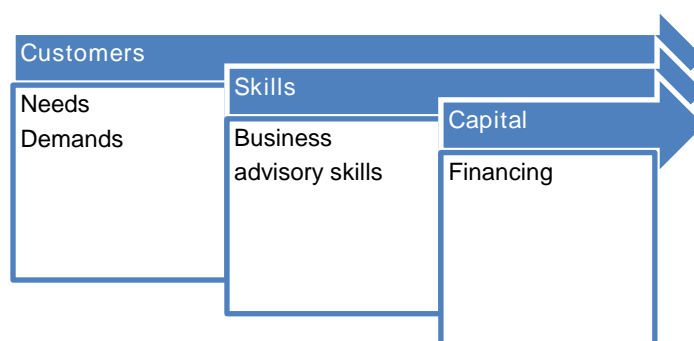 Customers
Needs
Demands
Skills
Business
advisory skills
Capital
Financing